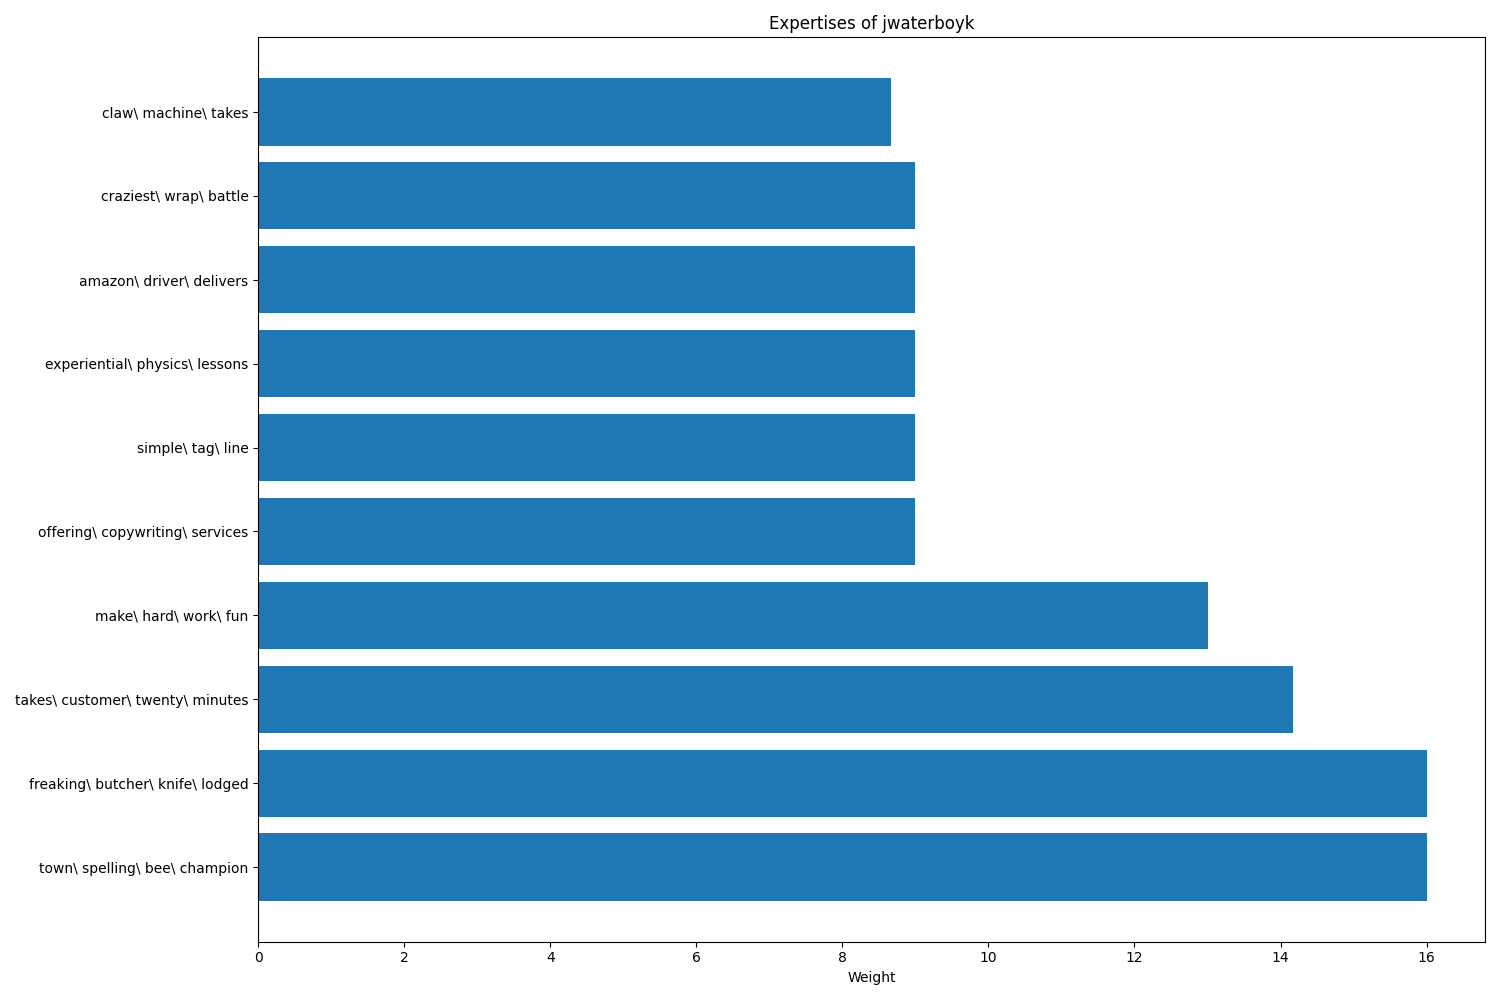 Expertises of jwaterboyk
claw\ machine\ takes
craziest\ wrap\ battle
amazon\ driver\ delivers
experiential\ physics\ lessons
simple\ tag\ line
offering\ copywriting\ services
make\ hard\ work\ fun
takes\ customer\ twenty\ minutes
freaking\ butcher\ knife\ lodged
town\ spelling\ bee\ champion
0 2 4 6 8 10 12 14 16
Weight